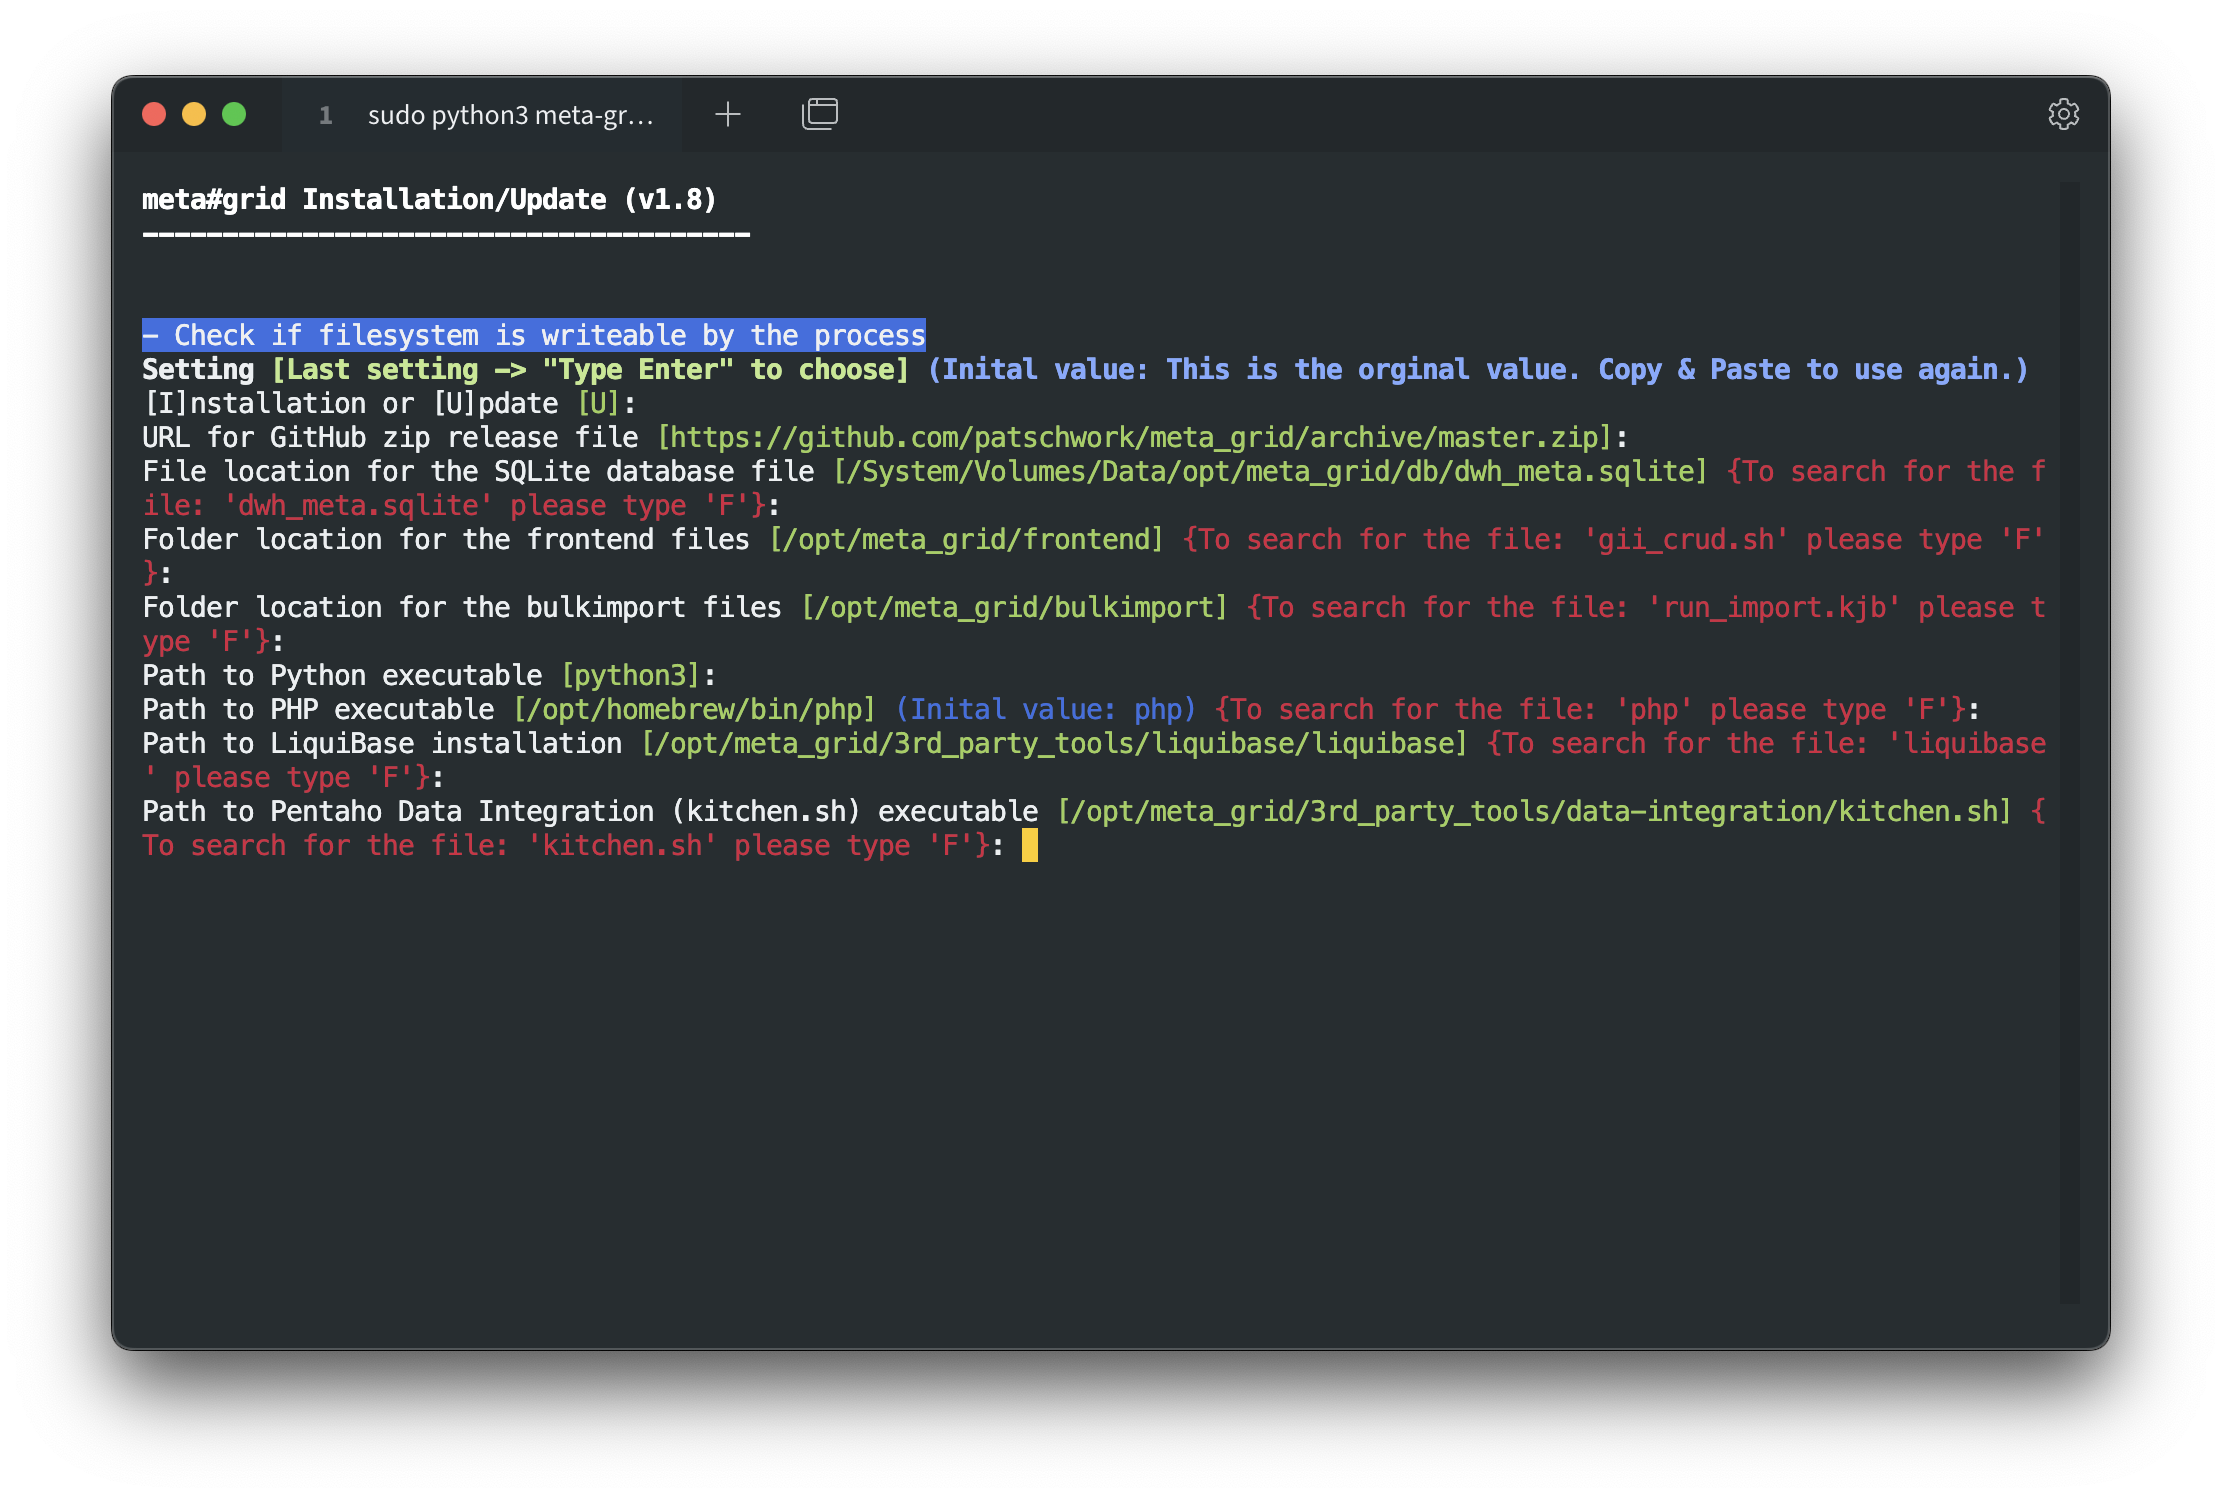 1 sudo python3 meta-gr…
meta#grid Installation/Update (v1.8)
--------------------------------------
- Check if filesystem is writeable by the process
Setting [Last setting -> "Type Enter" to choose] (Inital value: This is the orginal value. Copy & Paste to use again.)
[I]nstallation or [U]pdate [U]:
URL for GitHub zip release file [https://github.com/patschwork/meta_grid/archive/master.zip]:
File location for the SQLite database file [/System/Volumes/Data/opt/meta_grid/db/dwh_meta.sqlite] {To search for the f
ile: 'dwh_meta.sqlite' please type 'F'}:
Folder location for the frontend files [/opt/meta_grid/frontend] {To search for the file: 'gii_crud.sh' please type 'F'
}:
Folder location for the bulkimport files [/opt/meta_grid/bulkimport] {To search for the file: 'run_import.kjb' please t
ype 'F'}:
Path to Python executable [python3]:
Path to PHP executable [/opt/homebrew/bin/php] (Inital value: php) {To search for the file: 'php' please type 'F'}:
Path to LiquiBase installation [/opt/meta_grid/3rd_party_tools/liquibase/liquibase] {To search for the file: 'liquibase
' please type 'F'}:
Path to Pentaho Data Integration (kitchen.sh) executable [/opt/meta_grid/3rd_party_tools/data-integration/kitchen.sh] {
To search for the file: 'kitchen.sh' please type 'F'}: